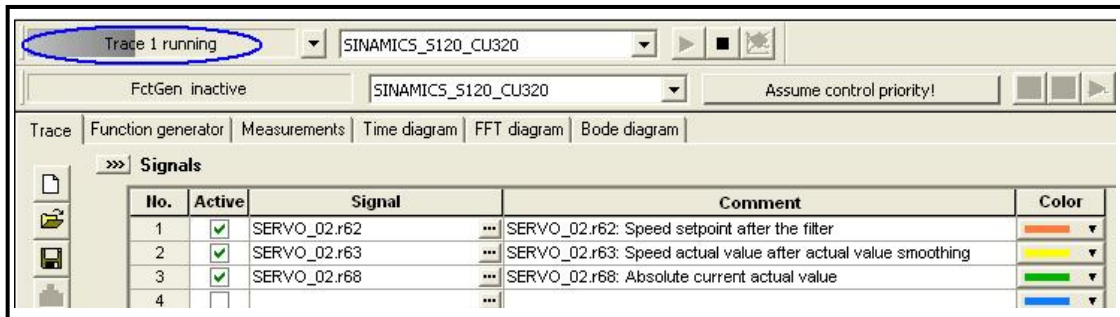 Trace 1 running SINAMICS_S120_CU320
FctGen inactive SINAMICS_S120_CU320 Assume control priority!
Trace Function generator Measurements Time diagram FFT diagram Bode diagram
>>> Signals
No. Active Signal Comment Color
1 SERVO_02.r62 ... SERVO_02.r62: Speed setpoint after the filter
2 SERVO_02.r63 ... SERVO_02.r63: Speed actual value after actual value smoothing
3 SERVO_02.r68 ... SERVO_02.r68: Absolute current actual value
4 ...